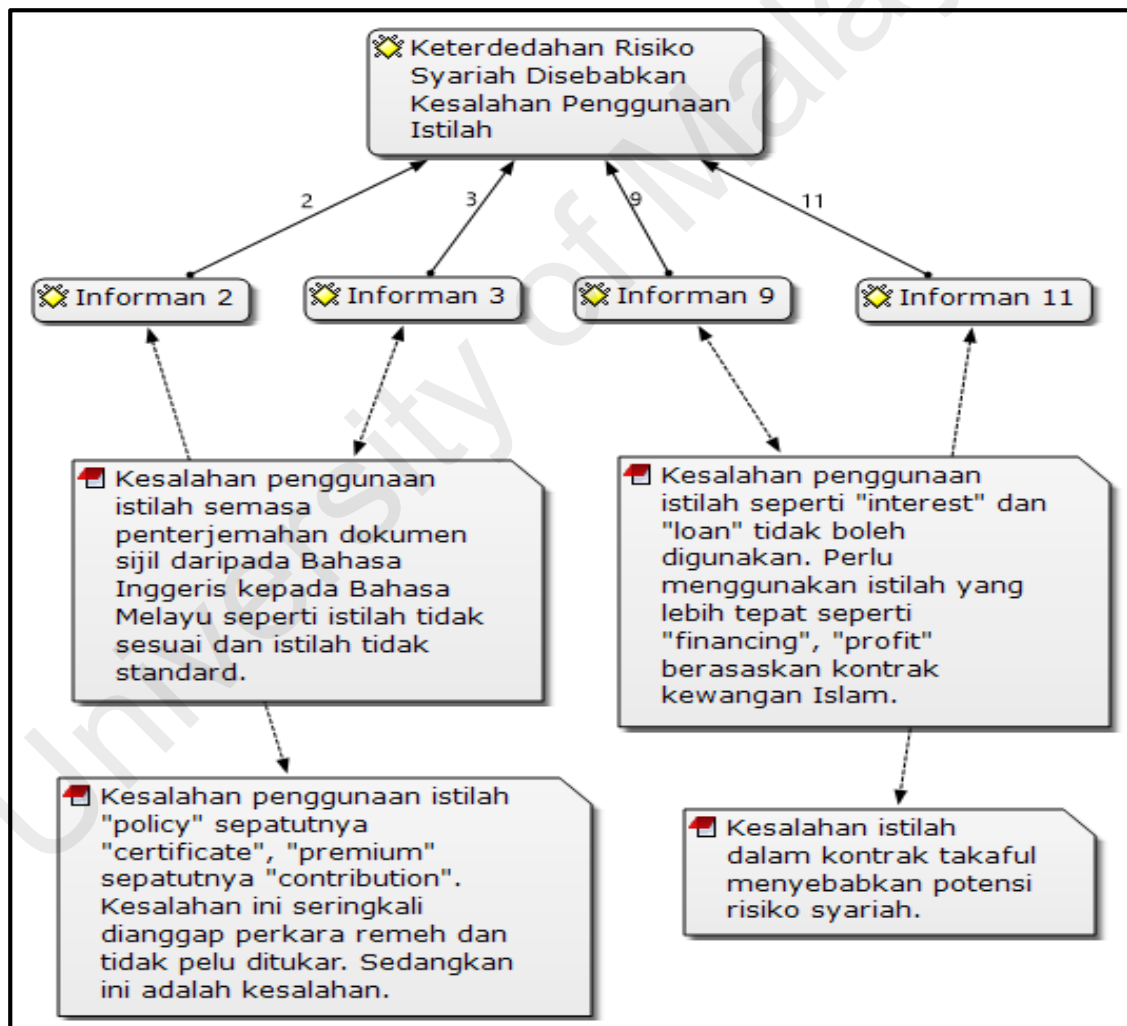 Keterdedahan Risiko
Syariah Disebabkan
Kesalahan Penggunaan
Istilah
2
3
9
11
Informan 2
Informan 3
Informan 9
Informan 11
Kesalahan penggunaan
istilah semasa
penterjemahan dokumen
sijil daripada Bahasa
Inggeris kepada Bahasa
Melayu seperti istilah tidak
sesuai dan istilah tidak
standard.
Kesalahan penggunaan
istilah seperti "interest" dan
"loan" tidak boleh
digunakan. Perlu
menggunakan istilah yang
lebih tepat seperti
"financing", "profit"
berasaskan kontrak
kewangan Islam.
Kesalahan penggunaan istilah
"policy" sepatutnya
"certificate", "premium"
sepatutnya "contribution".
Kesalahan ini seringkali
dianggap perkara remeh dan
tidak pelu ditukar. Sedangkan
ini adalah kesalahan.
Kesalahan istilah
dalam kontrak takaful
menyebabkan potensi
risiko syariah.
University of Malay